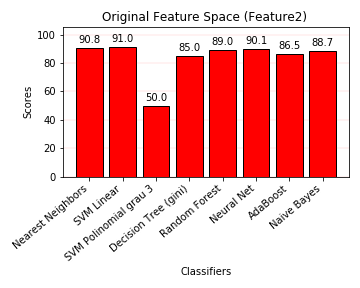 Original Feature Space (Feature2)
100
80
60
40
20
0
Scores
90.8
91.0
50.0
85.0
89.0
90.1
86.5
88.7
Nearest Neighbors
SVM Linear
SVM Polinomial grau 3
Decision Tree (gini)
Random Forest
Neural Net
AdaBoost
Naive Bayes
Classifiers